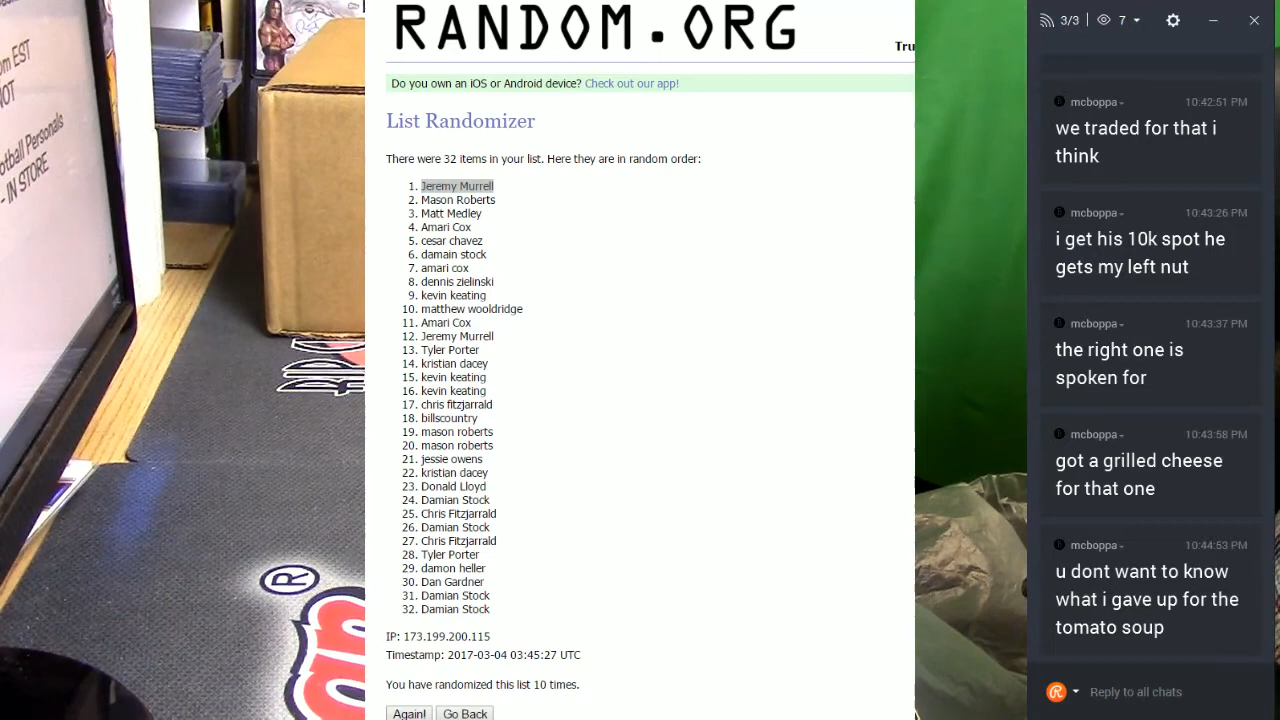 om EST
NOT
otball Personals
- IN STORE
RANDOM.ORG
Tru
Do you own an iOS or Android device? Check out our app!
List Randomizer
There were 32 items in your list. Here they are in random order:
1. Jeremy Murrell
2. Mason Roberts
3. Matt Medley
4. Amari Cox
5. cesar chavez
6. damain stock
7. amari cox
8. dennis zielinski
9. kevin keating
10. matthew wooldridge
11. Amari Cox
12. Jeremy Murrell
13. Tyler Porter
14. kristian dacey
15. kevin keating
16. kevin keating
17. chris fitzjarrald
18. billscountry
19. mason roberts
20. mason roberts
21. jessie owens
22. kristian dacey
23. Donald Lloyd
24. Damian Stock
25. Chris Fitzjarrald
26. Damian Stock
27. Chris Fitzjarrald
28. Tyler Porter
29. damon heller
30. Dan Gardner
31. Damian Stock
32. Damian Stock
IP: 173.199.200.115
Timestamp: 2017-03-04 03:45:27 UTC
You have randomized this list 10 times.
Again! Go Back
3/3 7
mcboppa 10:42:51 PM
we traded for that i
think
mcboppa 10:43:26 PM
i get his 10k spot he
gets my left nut
mcboppa 10:43:37 PM
the right one is
spoken for
mcboppa 10:43:58 PM
got a grilled cheese
for that one
mcboppa 10:44:53 PM
u dont want to know
what i gave up for the
tomato soup
Reply to all chats